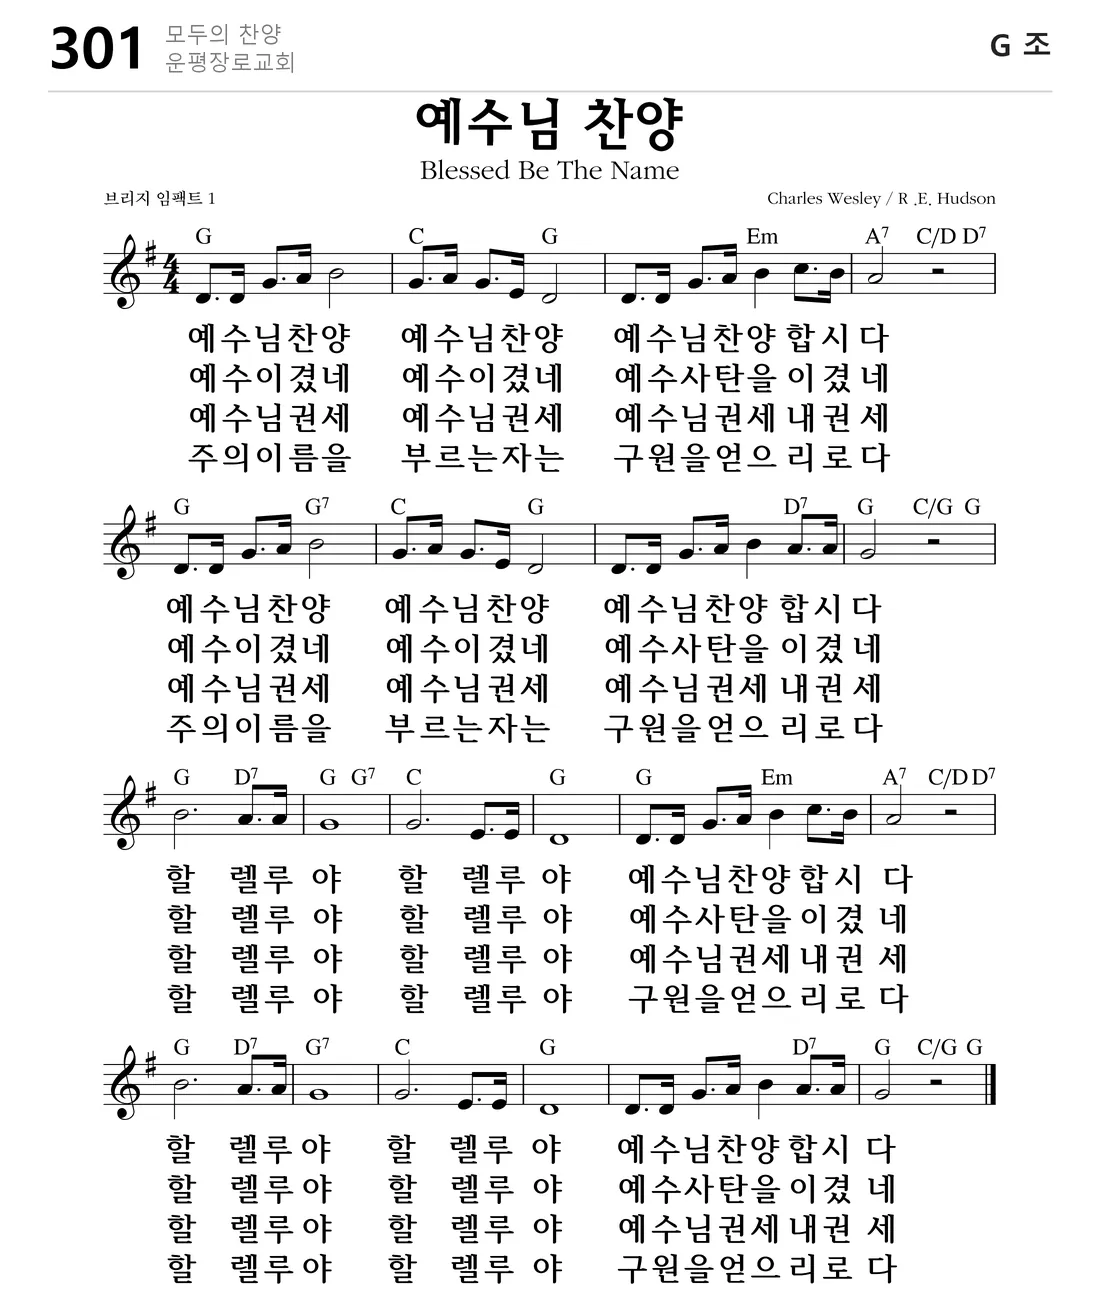 301 모두의 찬양
운평장로교회
G 조
예수님 찬양
Blessed Be The Name
브리지 임팩트 1
Charles Wesley / R .E. Hudson
G C G Em A7 C/D D7
예수님찬양 예수님찬양 예수님찬양 합시다
예수이겼네 예수이겼네 예수사탄을 이겼네
예수님권세 예수님권세 예수님권세 내권세
주의이름을 부르는자는 구원을얻으 리로다
G G7 C G D7 G C/G G
예수님찬양 예수님찬양 예수님찬양 합시다
예수이겼네 예수이겼네 예수사탄을 이겼네
예수님권세 예수님권세 예수님권세 내권세
주의이름을 부르는자는 구원을얻으 리로다
G D7 G G7 C G G Em A7 C/D D7
할 렐루 야 할 렐루 야 예수님찬양합시 다
할 렐루 야 할 렐루 야 예수사탄을이겼 네
할 렐루 야 할 렐루 야 예수님권세내권 세
할 렐루 야 할 렐루 야 구원을얻으리로 다
G D7 G7 C G D7 G C/G G
할 렐루야 할 렐루 야 예수님찬양합시 다
할 렐루야 할 렐루 야 예수사탄을이겼 네
할 렐루야 할 렐루 야 예수님권세내권 세
할 렐루야 할 렐루 야 구원을얻으리로 다